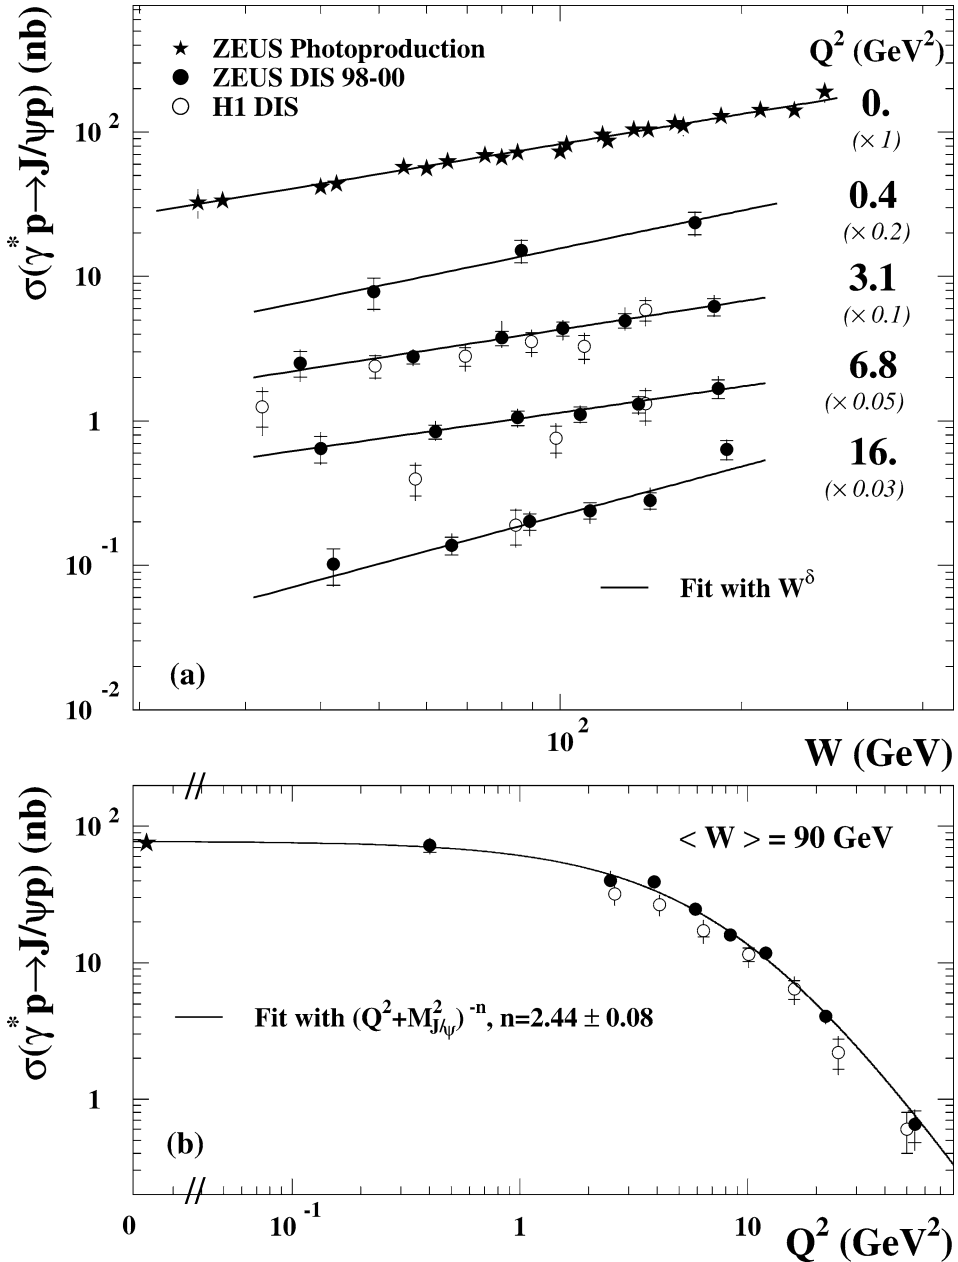 σ(γ* p→J/ψp) (nb)
★ ZEUS Photoproduction
● ZEUS DIS 98-00
○ H1 DIS
Q² (GeV²)
0.
(× 1)
0.4
(× 0.2)
3.1
(× 0.1)
6.8
(× 0.05)
16.
(× 0.03)
10²
10
1
10⁻¹
10⁻²
Fit with W^δ
(a)
10²
W (GeV)
σ(γ* p→J/ψp) (nb)
10²
10
1
< W > = 90 GeV
Fit with (Q²+M²_J/ψ)⁻ⁿ, n=2.44 ± 0.08
(b)
0 10⁻¹ 1 10
Q² (GeV²)